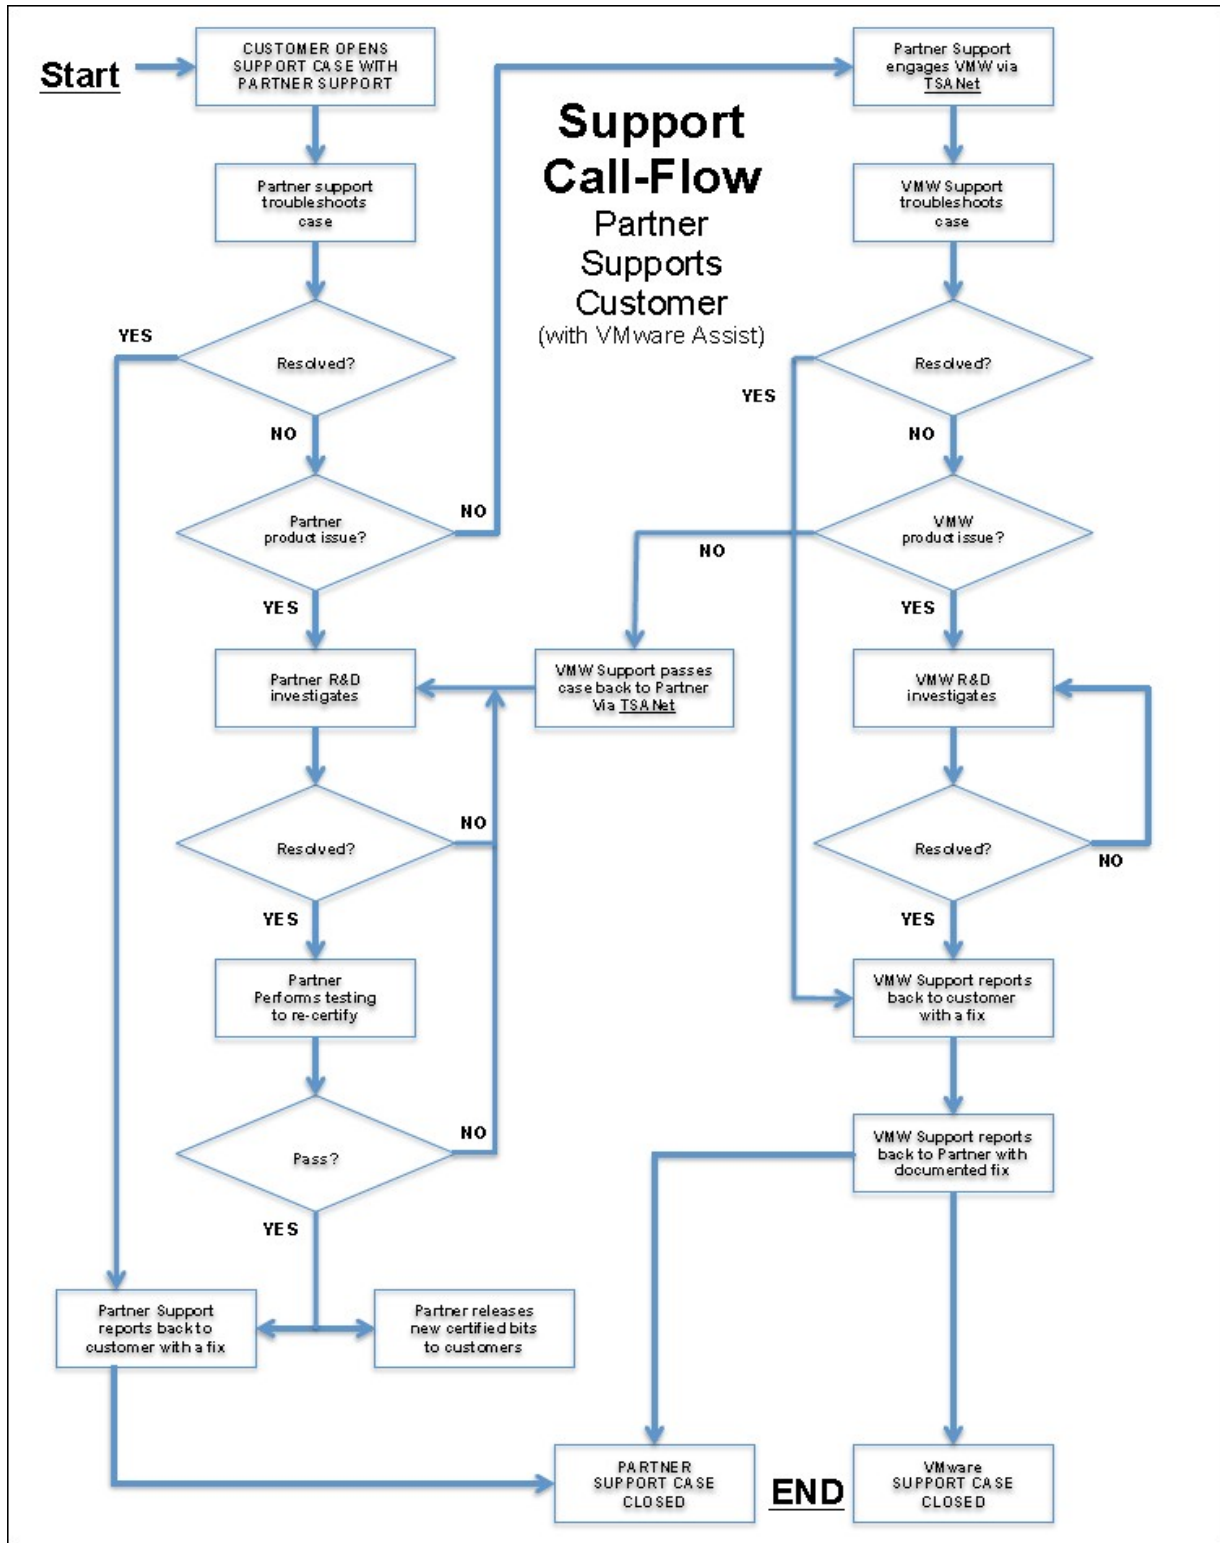 Start
CUSTOMER OPENS
SUPPORT CASE WITH
PARTNER SUPPORT
Partner support
troubleshoots
case
YES
Resolved?
NO
Partner
product issue?
NO
YES
Partner R&D
investigates
Resolved?
NO
YES
Partner
Performs testing
to re-certify
Pass?
NO
YES
Partner Support
reports back to
customer with a fix
Partner releases
new certified bits
to customers
Support
Call-Flow
Partner
Supports
Customer
(with VMware Assist)
Partner Support
engages VMW via
TSANet
VMW Support
troubleshoots
case
Resolved?
YES
NO
VMW
product issue?
NO
YES
VMW Support passes
case back to Partner
Via TSANet
VMW R&D
investigates
Resolved?
NO
YES
VMW Support reports
back to customer
with a fix
VMW Support reports
back to Partner with
documented fix
PARTNER
SUPPORT CASE
CLOSED
END
VMware
SUPPORT CASE
CLOSED